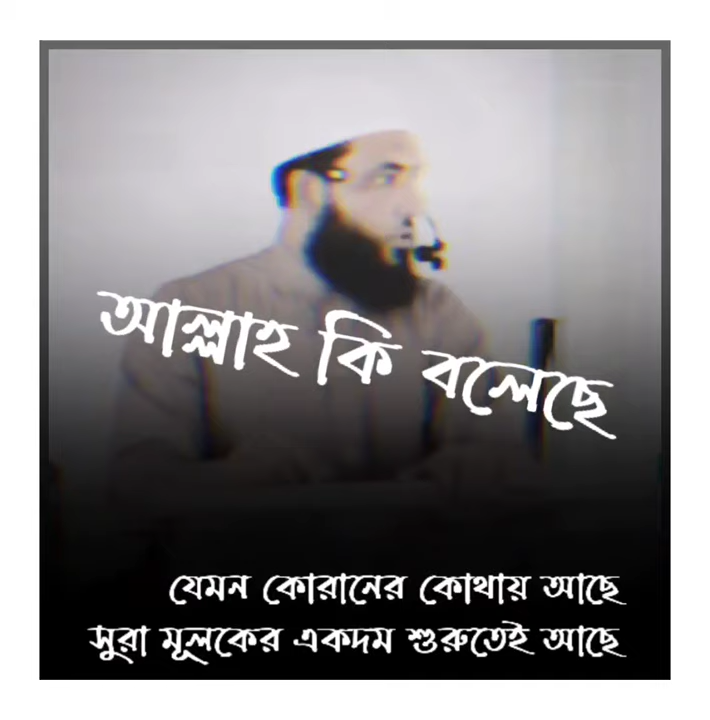 আল্লাহ কি বলেছে
যেমন কোরানের কোথায় আছে
সুরা মূলকের একদম শুরুতেই আছে